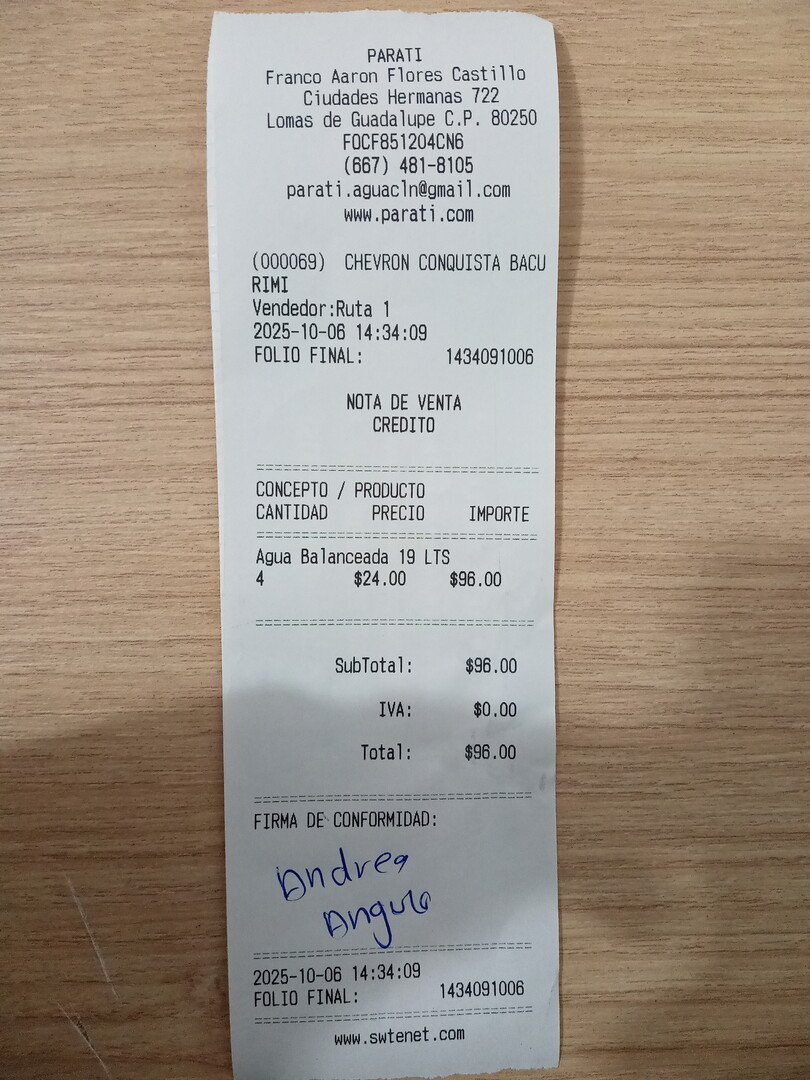 PARATI
Franco Aaron Flores Castillo
Ciudades Hermanas 722
Lomas de Guadalupe C.P. 80250
FOCF851204CN6
(667) 481-8105
parati.aguacln@gmail.com
www.parati.com
(000069) CHEVRON CONQUISTA BACU
RIMI
Vendedor:Ruta 1
2025-10-06 14:34:09
FOLIO FINAL: 1434091006
NOTA DE VENTA
CREDITO
CONCEPTO / PRODUCTO
CANTIDAD PRECIO IMPORTE
Agua Balanceada 19 LTS
4 $24.00 $96.00
SubTotal: $96.00
IVA: $0.00
Total: $96.00
FIRMA DE CONFORMIDAD:
Andrea
Angulo
2025-10-06 14:34:09
FOLIO FINAL: 1434091006
www.swtenet.com